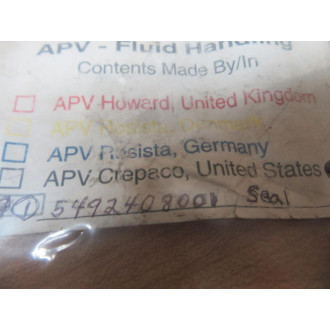 APV - Fluid Handling
Contents Made By/In
APV Howard, United Kingdom
APV Rosista, Germany
APV Crepaco, United States
1 5492408001 Seal